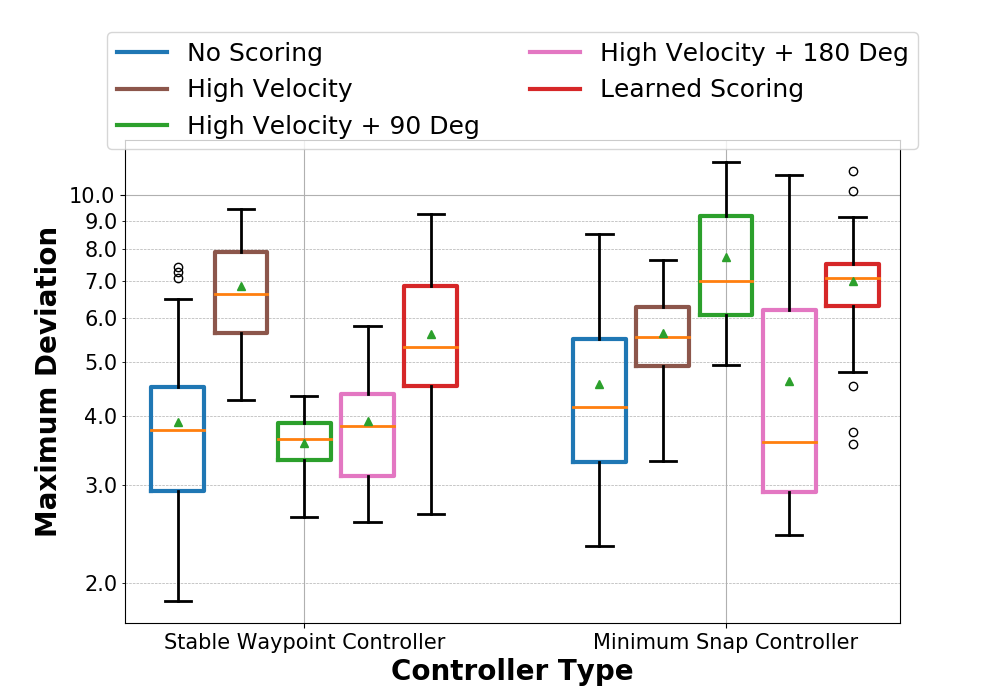 No Scoring
High Velocity
High Velocity + 90 Deg
High Velocity + 180 Deg
Learned Scoring
Maximum Deviation
10.0
9.0
8.0
7.0
6.0
5.0
4.0
3.0
2.0
Stable Waypoint Controller
Minimum Snap Controller
Controller Type